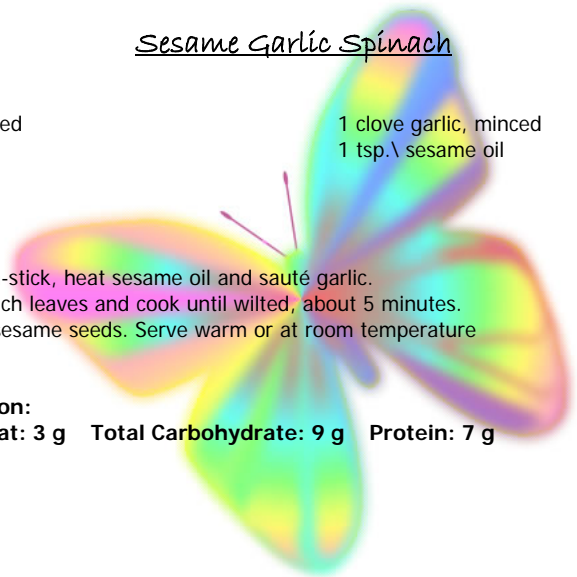 Sesame Garlic Spinach
ed 1 clove garlic, minced
1 tsp.\ sesame oil
-stick, heat sesame oil and sauté garlic.
ch leaves and cook until wilted, about 5 minutes.
sesame seeds. Serve warm or at room temperature
on:
at: 3 g Total Carbohydrate: 9 g Protein: 7 g